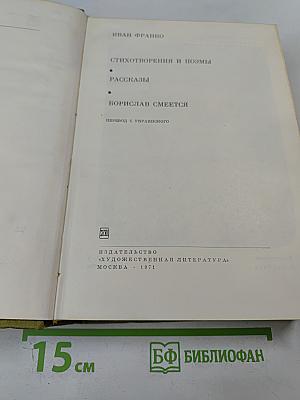 ИВАН ФРАНКО
СТИХОТВОРЕНИЯ И ПОЭМЫ
•
РАССКАЗЫ
•
БОРИСЛАВ СМЕЕТСЯ
ПЕРЕВОД С УКРАИНСКОГО
ИЗДАТЕЛЬСТВО
«ХУДОЖЕСТВЕННАЯ ЛИТЕРАТУРА»
МОСКВА · 1971
15 см
БФ БИБЛИОФАН